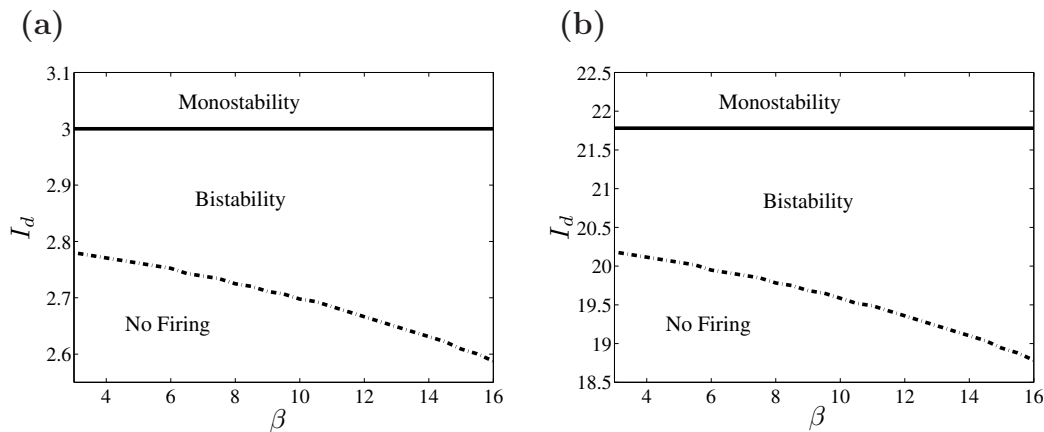 (a)
3.1
3
2.9
2.8
2.7
2.6
I_d
Monostability
Bistability
No Firing
4 6 8 10 12 14 16
β
(b)
22.5
22
21.5
21
20.5
20
19.5
19
18.5
I_d
Monostability
Bistability
No Firing
4 6 8 10 12 14 16
β